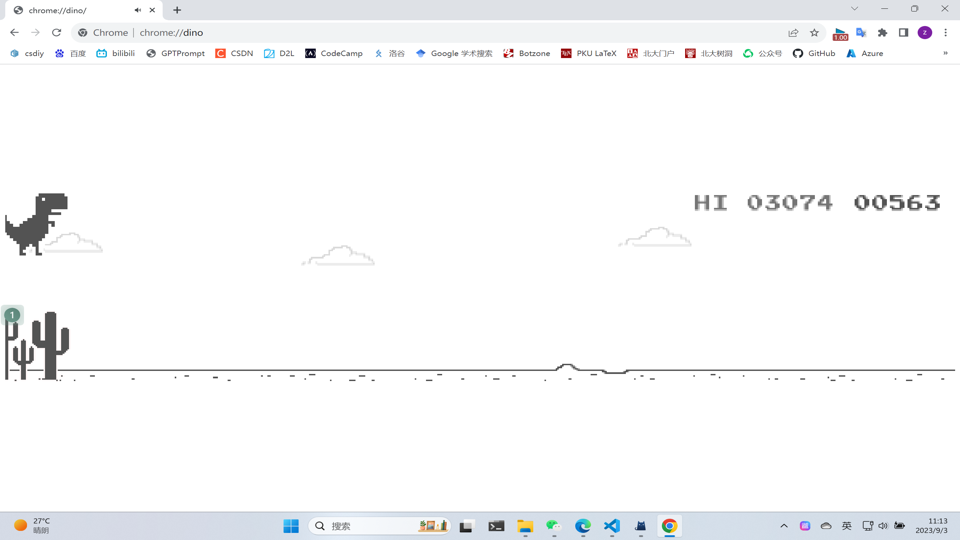 chrome://dino/
Chrome | chrome://dino
1.00
z
csdiy 百度 bilibili GPTPrompt CSDN D2L CodeCamp 洛谷 Google 学术搜索 Botzone PKU LaTeX 北大门户 北大树洞 公众号 GitHub Azure »
HI 03074 00563
1
27°C
晴朗
搜索
英
11:13
2023/9/3